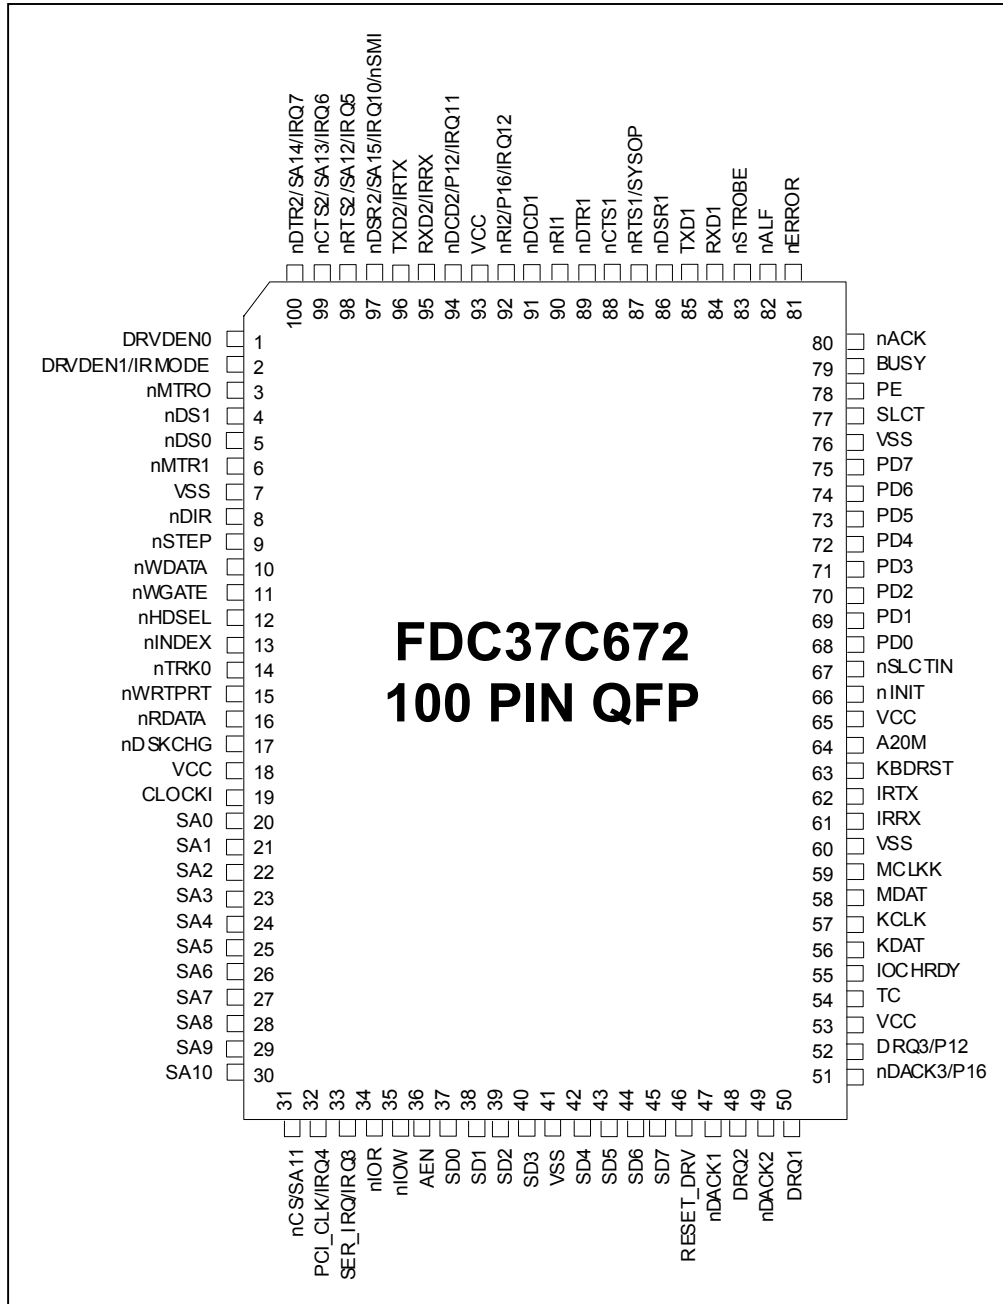 nDTR2/SA14/IRQ7
nCTS2/SA13/IRQ6
nRTS2/SA12/IRQ5
nDSR2/SA15/IRQ10/nSMI
TXD2/IRTX
RXD2/IRRX
nDCD2/P12/IRQ11
VCC
nRI2/P16/IRQ12
nDCD1
nRI1
nDTR1
nCTS1
nRTS1/SYSOP
nDSR1
TXD1
RXD1
nSTROBE
nALF
nERROR
100
99
98
97
96
95
94
93
92
91
90
89
88
87
86
85
84
83
82
81
DRVDEN0 1
DRVDEN1/IRMODE 2
nMTRO 3
nDS1 4
nDS0 5
nMTR1 6
VSS 7
nDIR 8
nSTEP 9
nWDATA 10
nWGATE 11
nHDSEL 12
nINDEX 13
nTRK0 14
nWRTPRT 15
nRDATA 16
nDSKCHG 17
VCC 18
CLOCKI 19
SA0 20
SA1 21
SA2 22
SA3 23
SA4 24
SA5 25
SA6 26
SA7 27
SA8 28
SA9 29
SA10 30
FDC37C672
100 PIN QFP
80 nACK
79 BUSY
78 PE
77 SLCT
76 VSS
75 PD7
74 PD6
73 PD5
72 PD4
71 PD3
70 PD2
69 PD1
68 PD0
67 nSLCTIN
66 nINIT
65 VCC
64 A20M
63 KBDRST
62 IRTX
61 IRRX
60 VSS
59 MCLKK
58 MDAT
57 KCLK
56 KDAT
55 IOCHRDY
54 TC
53 VCC
52 DRQ3/P12
51 nDACK3/P16
31
32
33
34
35
36
37
38
39
40
41
42
43
44
45
46
47
48
49
50
nCS/SA11
PCI_CLK/IRQ4
SER_IRQ/IRQ3
nIOR
nIOW
AEN
SD0
SD1
SD2
SD3
VSS
SD4
SD5
SD6
SD7
RESET_DRV
nDACK1
DRQ2
nDACK2
DRQ1